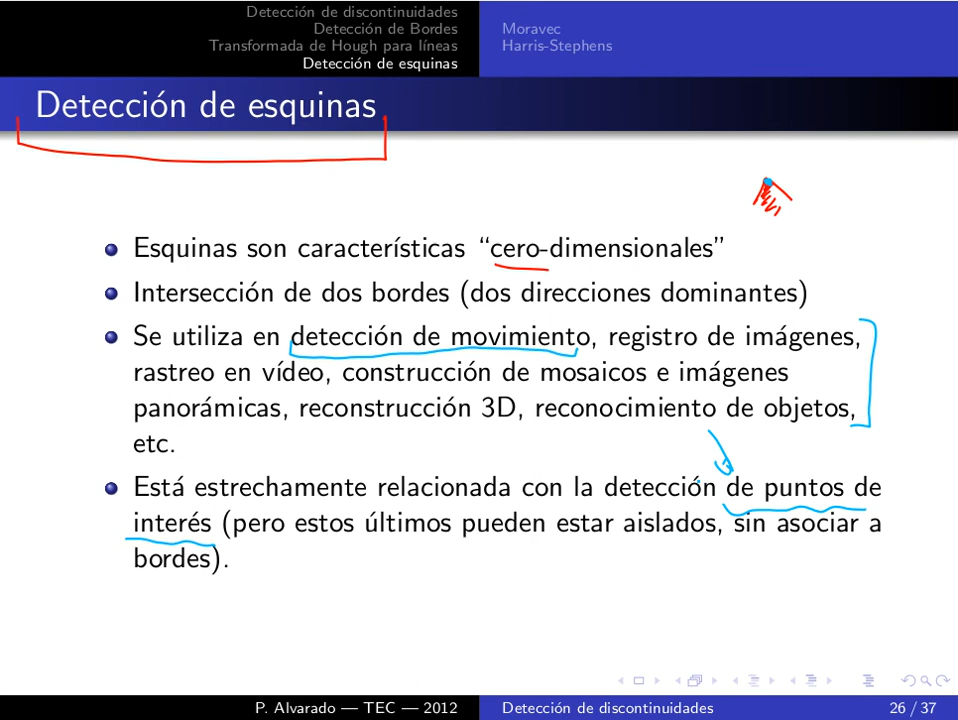 Detección de discontinuidades
Detección de Bordes
Transformada de Hough para líneas
Detección de esquinas
Moravec
Harris-Stephens
Detección de esquinas
Esquinas son características “cero-dimensionales”
Intersección de dos bordes (dos direcciones dominantes)
Se utiliza en detección de movimiento, registro de imágenes,
rastreo en vídeo, construcción de mosaicos e imágenes
panorámicas, reconstrucción 3D, reconocimiento de objetos,
etc.
Está estrechamente relacionada con la detección de puntos de
interés (pero estos últimos pueden estar aislados, sin asociar a
bordes).
P. Alvarado — TEC — 2012
Detección de discontinuidades
26 / 37